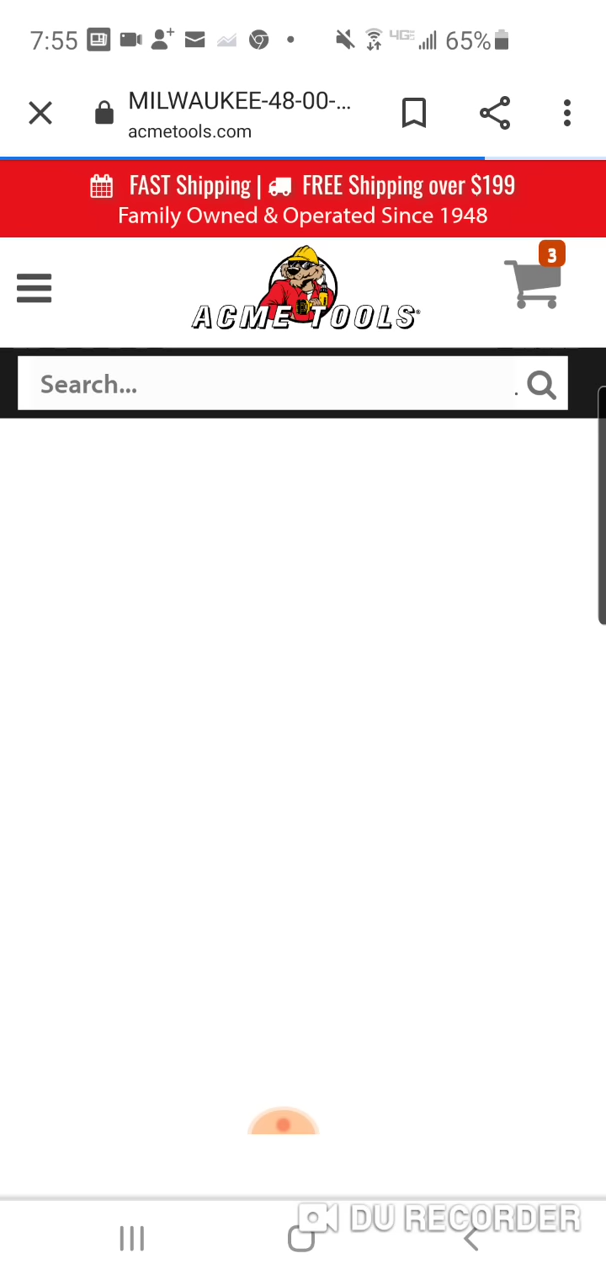 7:55 4GE 65%
MILWAUKEE-48-00-...
acmetools.com
FAST Shipping | FREE Shipping over $199
Family Owned & Operated Since 1948
3
ACME TOOLS
Search...
DU RECORDER